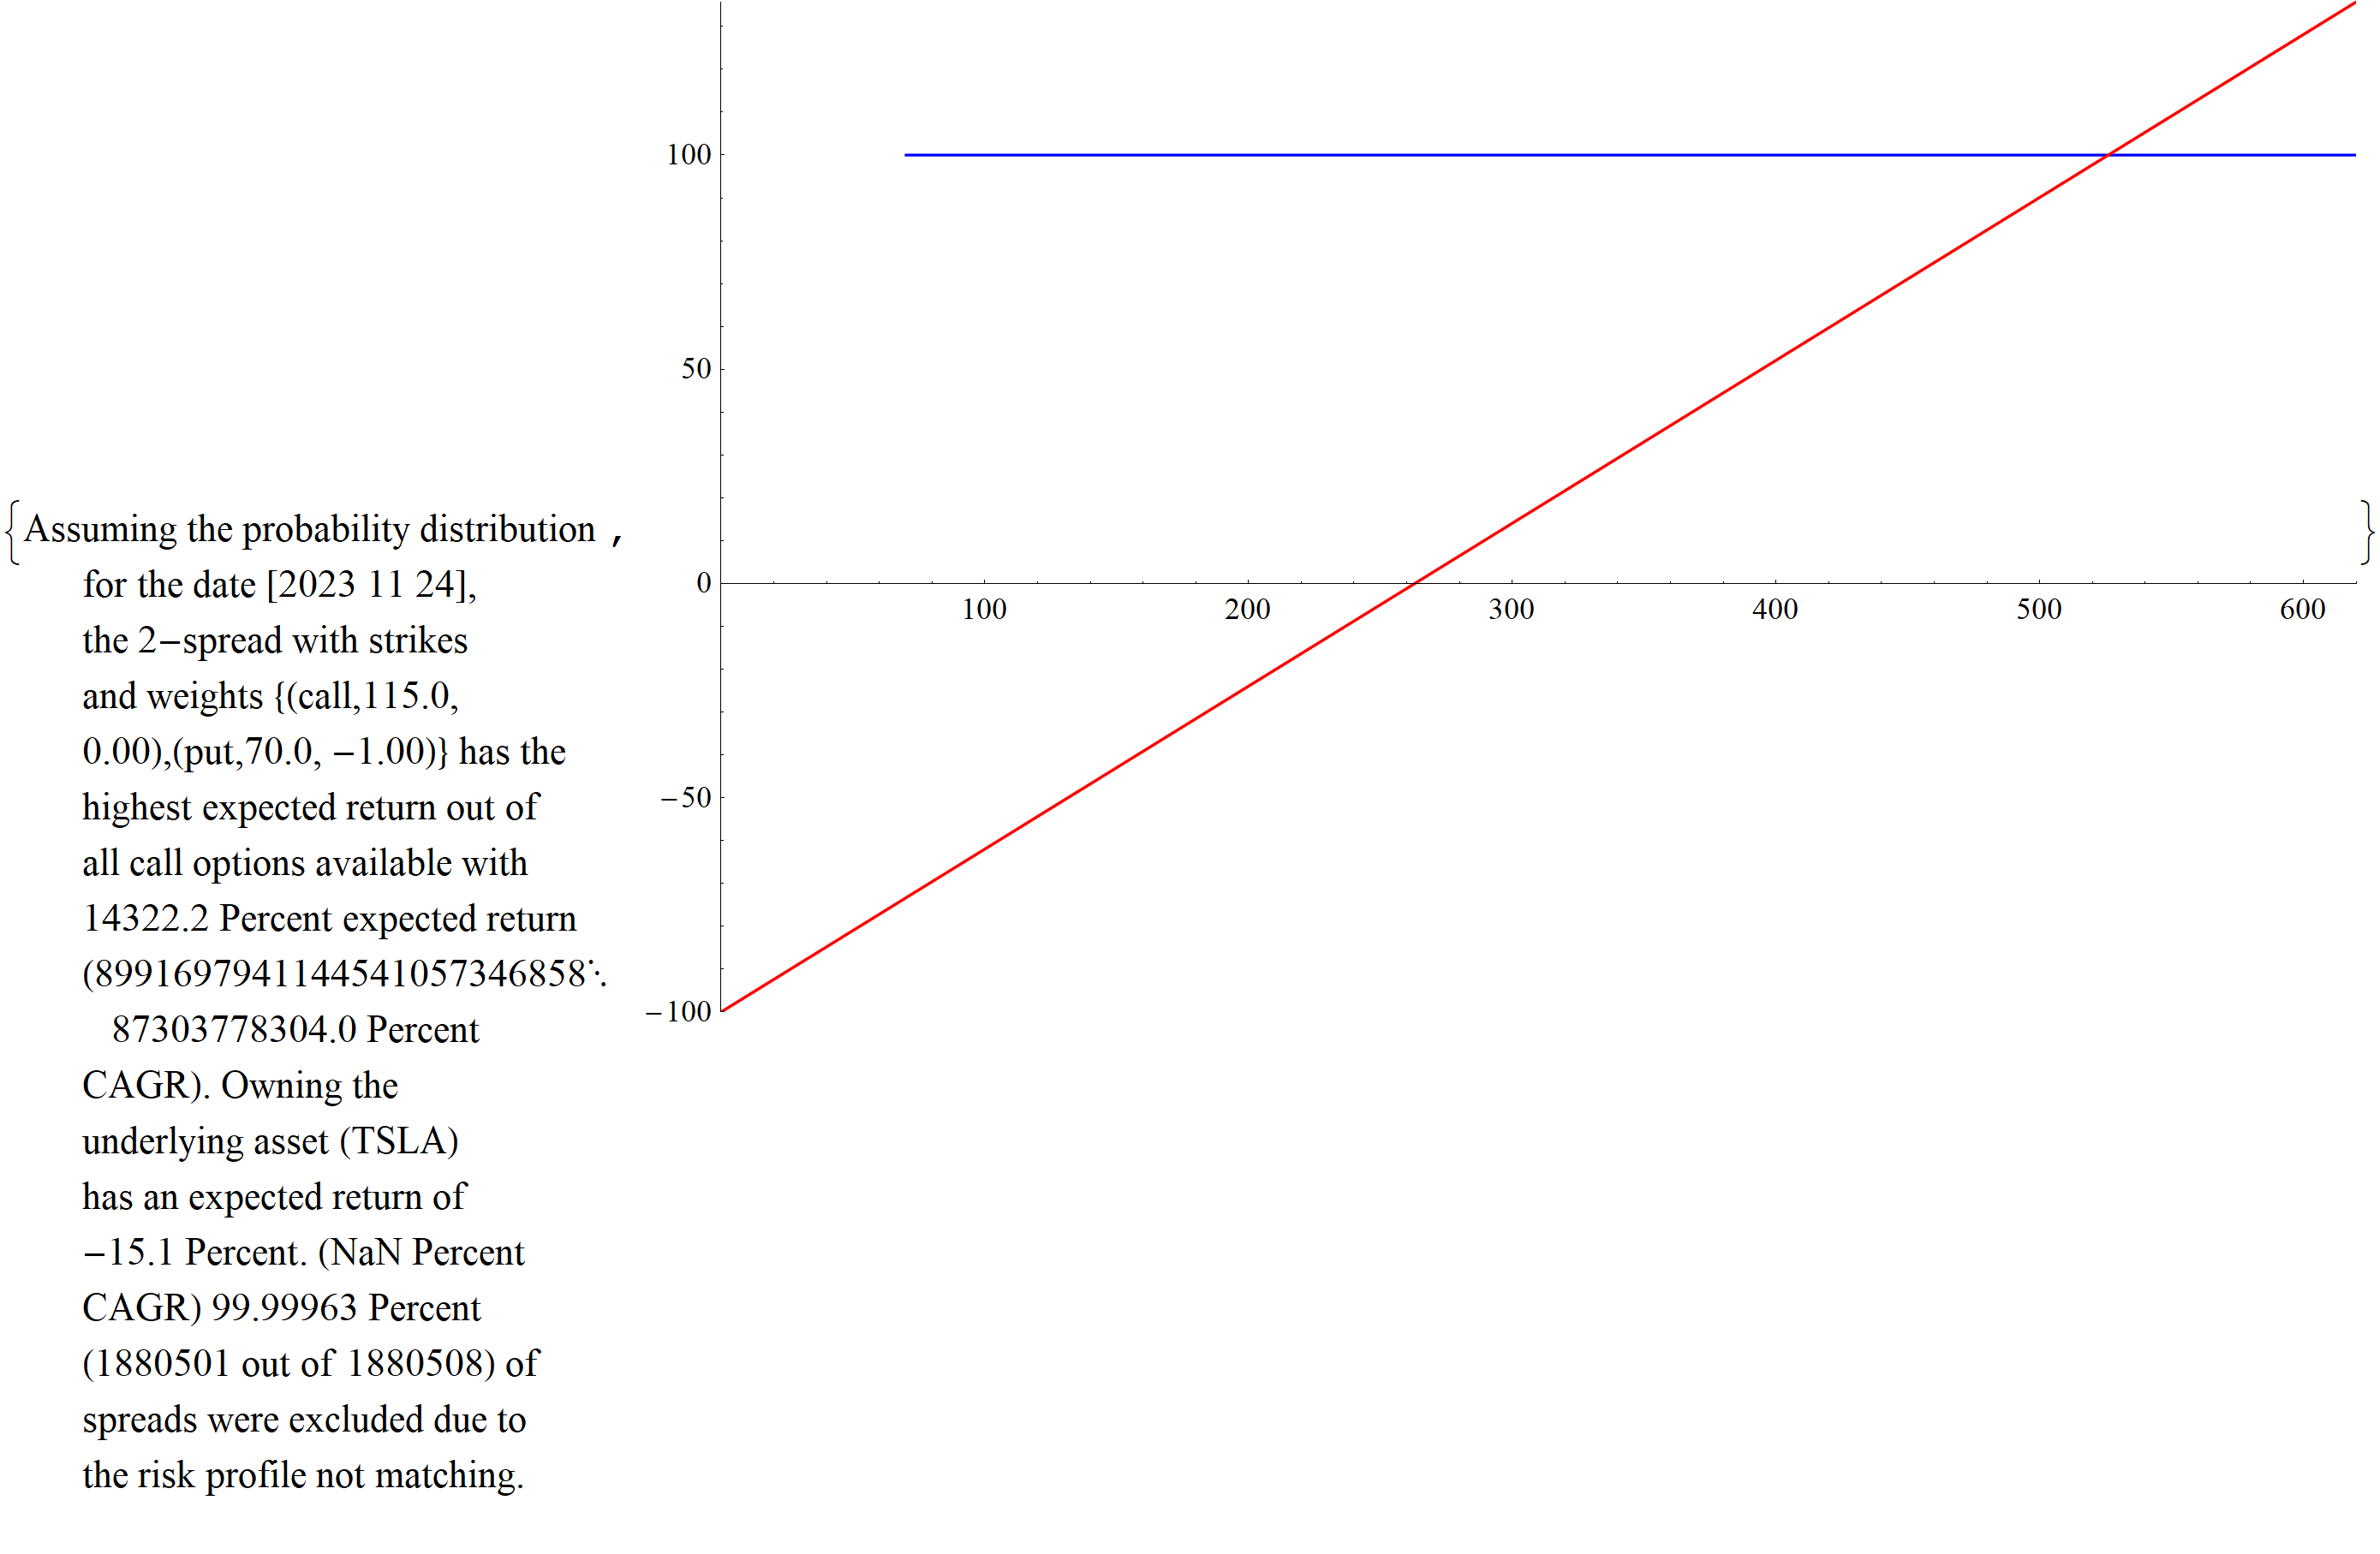 {Assuming the probability distribution ,
for the date [2023 11 24],
the 2−spread with strikes
and weights {(call,115.0,
0.00),(put,70.0, −1.00)} has the
highest expected return out of
all call options available with
14322.2 Percent expected return
(8991697941144541057346858⋱
87303778304.0 Percent
CAGR). Owning the
underlying asset (TSLA)
has an expected return of
−15.1 Percent. (NaN Percent
CAGR) 99.99963 Percent
(1880501 out of 1880508) of
spreads were excluded due to
the risk profile not matching.
100
50
0
−50
−100
100 200 300 400 500 600
}